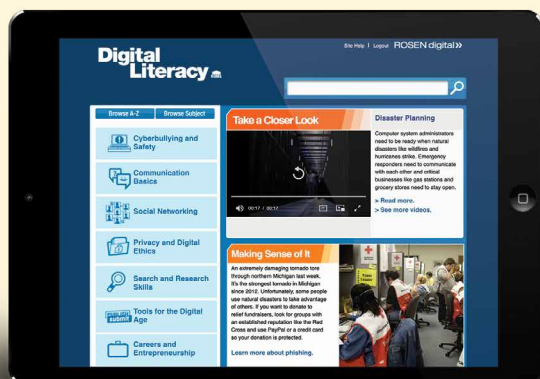 Digital
Literacy
Site Help | Logout ROSEN digital»
Browse A-Z Browse Subject
Cyberbullying and
Safety
Communication
Basics
Social Networking
Privacy and Digital
Ethics
Search and Research
Skills
Tools for the Digital
Age
Careers and
Entrepreneurship
Take a Closer Look
00:17 / 00:17
Disaster Planning
Computer system administrators
need to be ready when natural
disasters like wildfires and
hurricanes strike. Emergency
responders need to communicate
with each other and critical
businesses like gas stations and
grocery stores need to stay open.
> Read more.
> See more videos.
Making Sense of It
An extremely damaging tornado tore
through northern Michigan last week.
It's the strongest tornado in Michigan
since 2012. Unfortunately, some people
use natural disasters to take advantage
of others. If you want to donate to
relief fundraisers, look for groups with
an established reputation like the Red
Cross and use PayPal or a credit card
so your donation is protected.
Learn more about phishing.